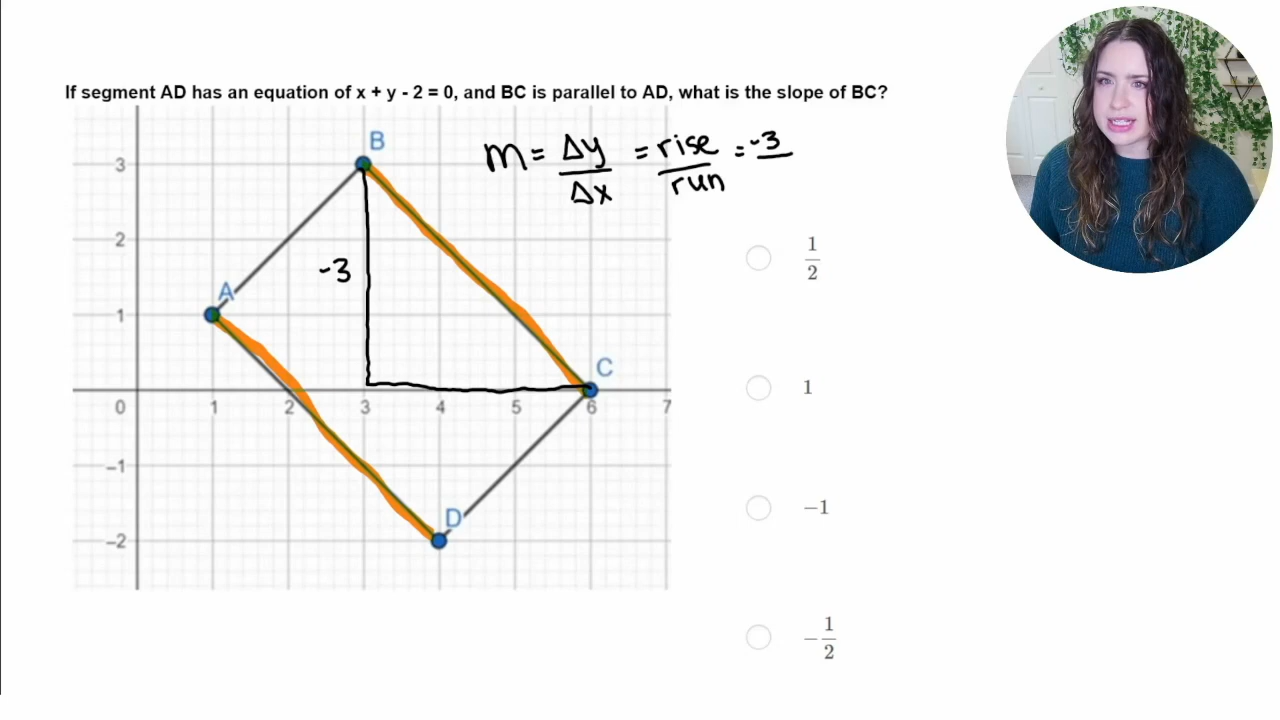 If segment AD has an equation of x + y - 2 = 0, and BC is parallel to AD, what is the slope of BC?
m = Δy/Δx = rise/run = -3
B
3
2
-3
A
1
C
0 1 2 3 4 5 6 7
-1
D
-2
1/2
1
−1
−1/2